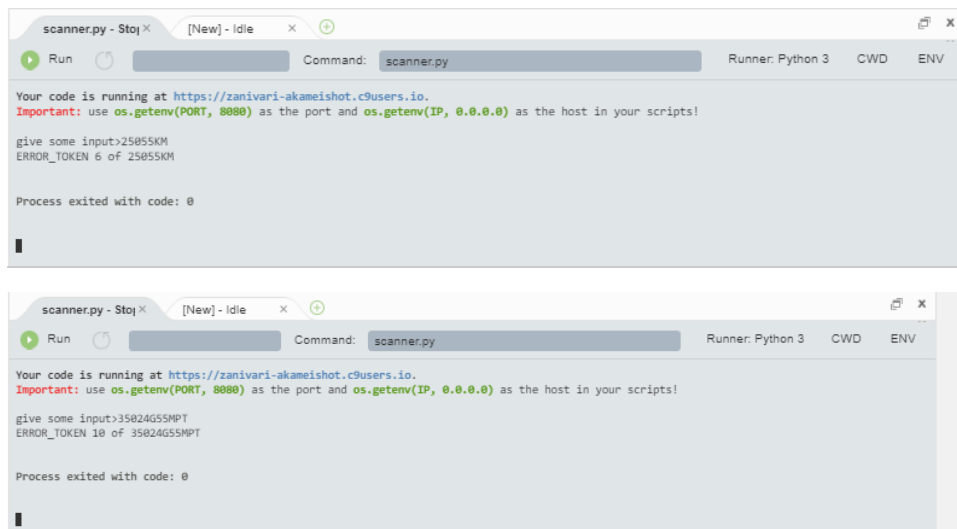 scanner.py - Stop [New] - Idle
Run Command: scanner.py Runner: Python 3 CWD ENV
Your code is running at https://zanivari-akameishot.c9users.io.
Important: use os.getenv(PORT, 8080) as the port and os.getenv(IP, 0.0.0.0) as the host in your scripts!
give some input>25055KM
ERROR_TOKEN 6 of 25055KM
Process exited with code: 0
scanner.py - Stop [New] - Idle
Run Command: scanner.py Runner: Python 3 CWD ENV
Your code is running at https://zanivari-akameishot.c9users.io.
Important: use os.getenv(PORT, 8080) as the port and os.getenv(IP, 0.0.0.0) as the host in your scripts!
give some input>35024G55MPT
ERROR_TOKEN 10 of 35024G55MPT
Process exited with code: 0